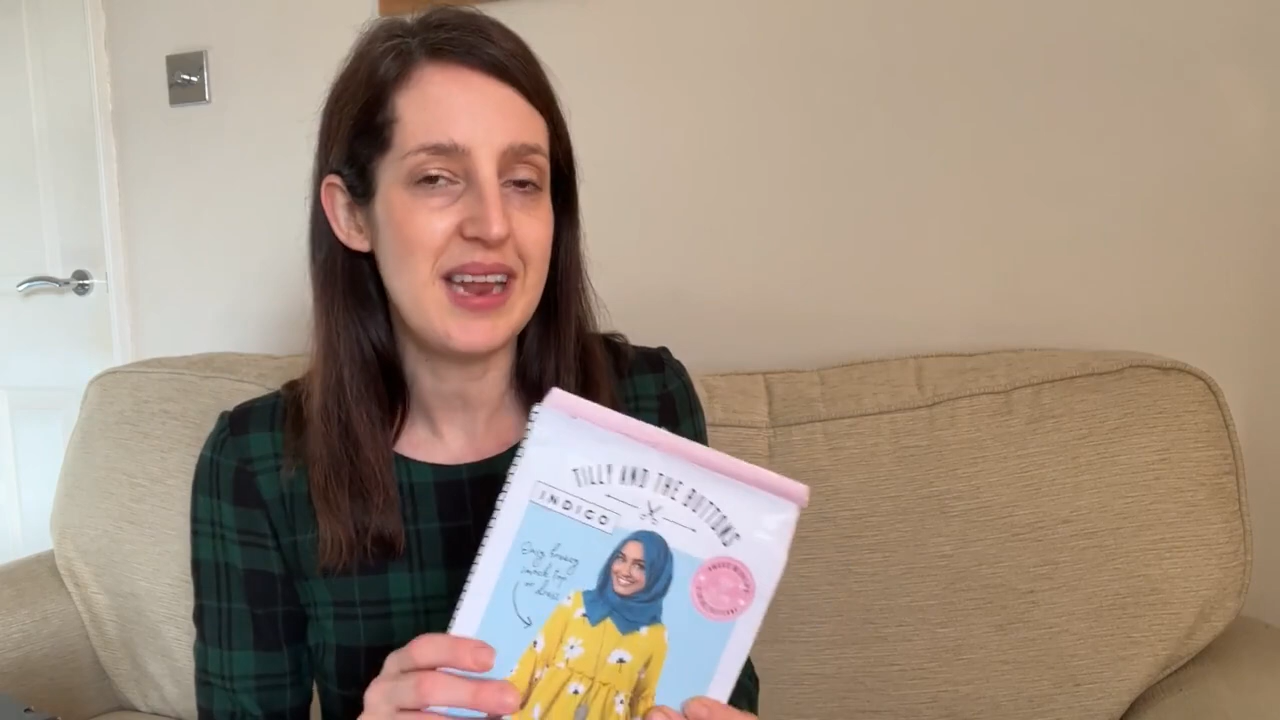 TILLY AND THE BUTTONS
INDIGO
Easy breezy
smock top
or dress